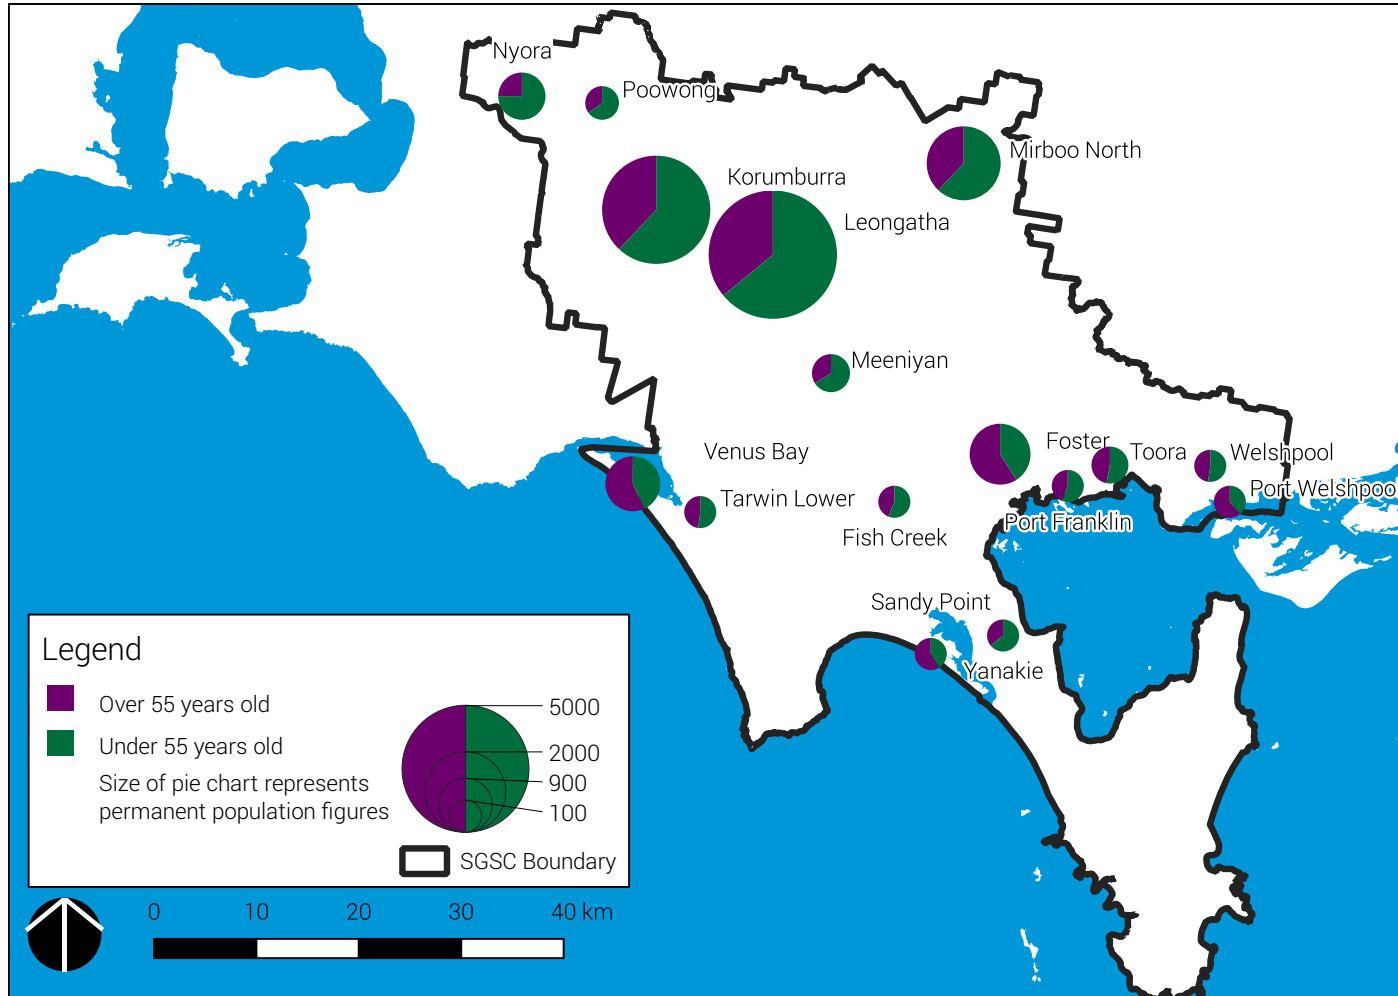 Nyora
Poowong
Mirboo North
Korumburra
Leongatha
Meeniyan
Venus Bay
Foster
Toora
Welshpool
Tarwin Lower
Port Welshpoo
Port Franklin
Fish Creek
Sandy Point
Yanakie
Legend
Over 55 years old
Under 55 years old
Size of pie chart represents
permanent population figures
5000
2000
900
100
SGSC Boundary
0 10 20 30 40 km